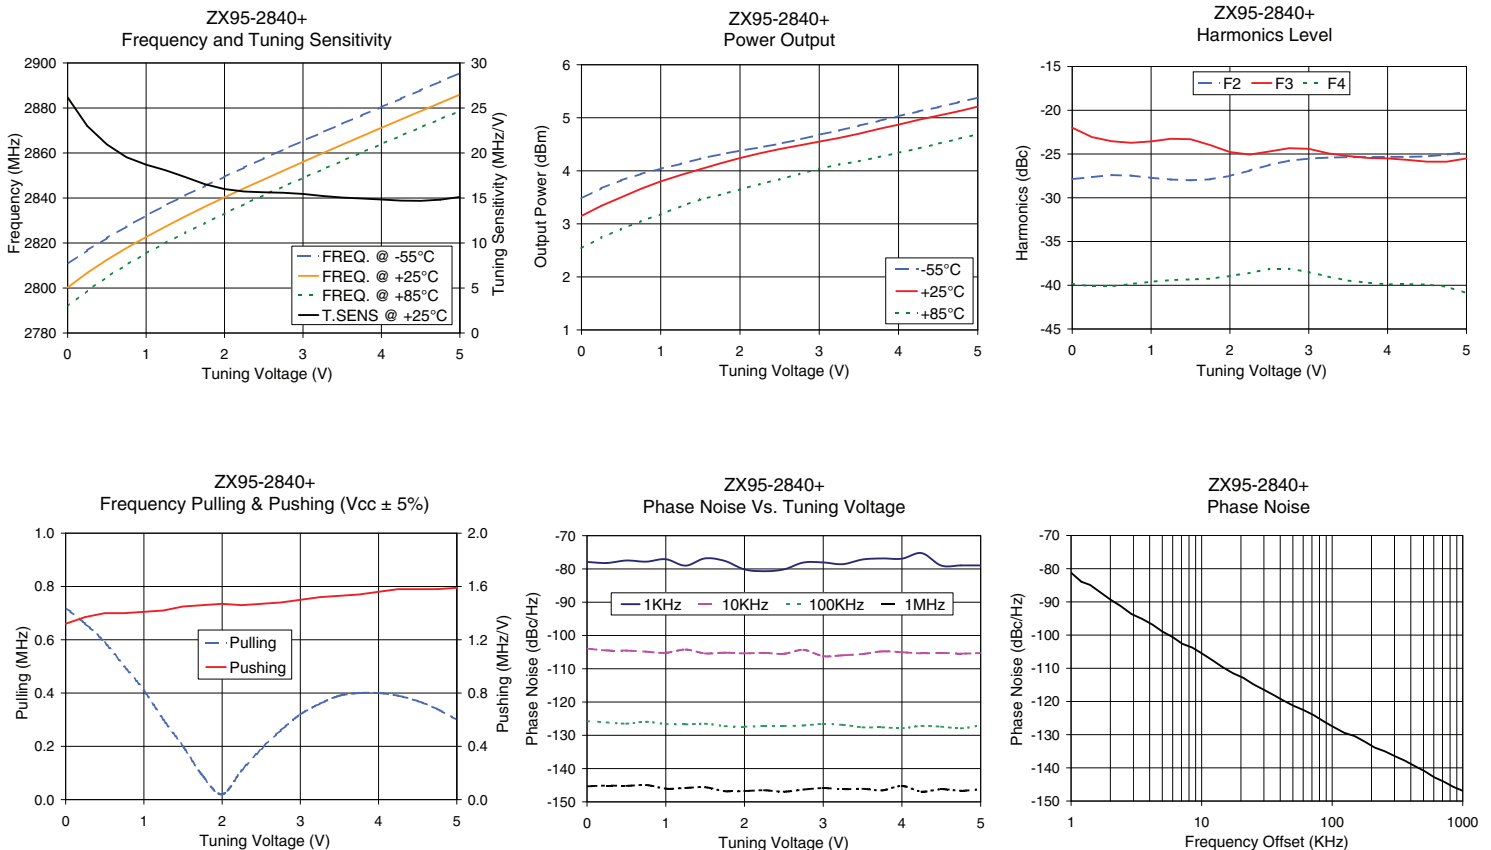 ZX95-2840+
Frequency and Tuning Sensitivity
2900
2880
2860
2840
2820
2800
2780
Frequency (MHz)
30
25
20
15
10
5
0
Tuning Sensitivity (MHz/V)
FREQ. @ -55°C
FREQ. @ +25°C
FREQ. @ +85°C
T.SENS @ +25°C
0 1 2 3 4 5
Tuning Voltage (V)
ZX95-2840+
Power Output
6
5
4
3
2
1
Output Power (dBm)
-55°C
+25°C
+85°C
0 1 2 3 4 5
Tuning Voltage (V)
ZX95-2840+
Harmonics Level
-15
-20
-25
-30
-35
-40
-45
Harmonics (dBc)
F2 F3 F4
0 1 2 3 4 5
Tuning Voltage (V)
ZX95-2840+
Frequency Pulling & Pushing (Vcc ± 5%)
1.0
0.8
0.6
0.4
0.2
0.0
Pulling (MHz)
2.0
1.6
1.2
0.8
0.4
0.0
Pushing (MHz/V)
Pulling
Pushing
0 1 2 3 4 5
Tuning Voltage (V)
ZX95-2840+
Phase Noise Vs. Tuning Voltage
-70
-80
-90
-100
-110
-120
-130
-140
-150
Phase Noise (dBc/Hz)
1KHz 10KHz 100KHz 1MHz
0 1 2 3 4 5
Tuning Voltage (V)
ZX95-2840+
Phase Noise
-70
-80
-90
-100
-110
-120
-130
-140
-150
Phase Noise (dBc/Hz)
1 10 100 1000
Frequency Offset (KHz)